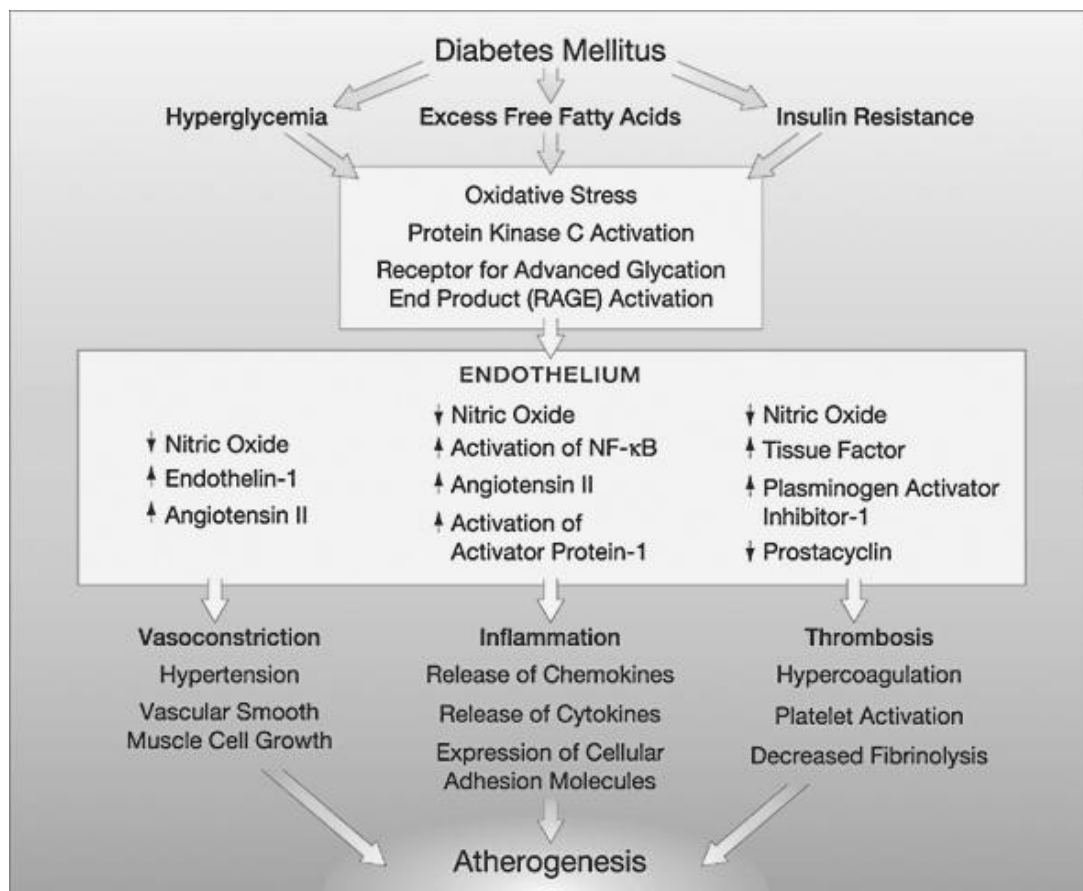 Diabetes Mellitus
Hyperglycemia
Excess Free Fatty Acids
Insulin Resistance
Oxidative Stress
Protein Kinase C Activation
Receptor for Advanced Glycation
End Product (RAGE) Activation
ENDOTHELIUM
Nitric Oxide
Endothelin-1
Angiotensin II
Nitric Oxide
Activation of NF-κB
Angiotensin II
Activation of
Activator Protein-1
Nitric Oxide
Tissue Factor
Plasminogen Activator
Inhibitor-1
Prostacyclin
Vasoconstriction
Hypertension
Vascular Smooth
Muscle Cell Growth
Inflammation
Release of Chemokines
Release of Cytokines
Expression of Cellular
Adhesion Molecules
Thrombosis
Hypercoagulation
Platelet Activation
Decreased Fibrinolysis
Atherogenesis